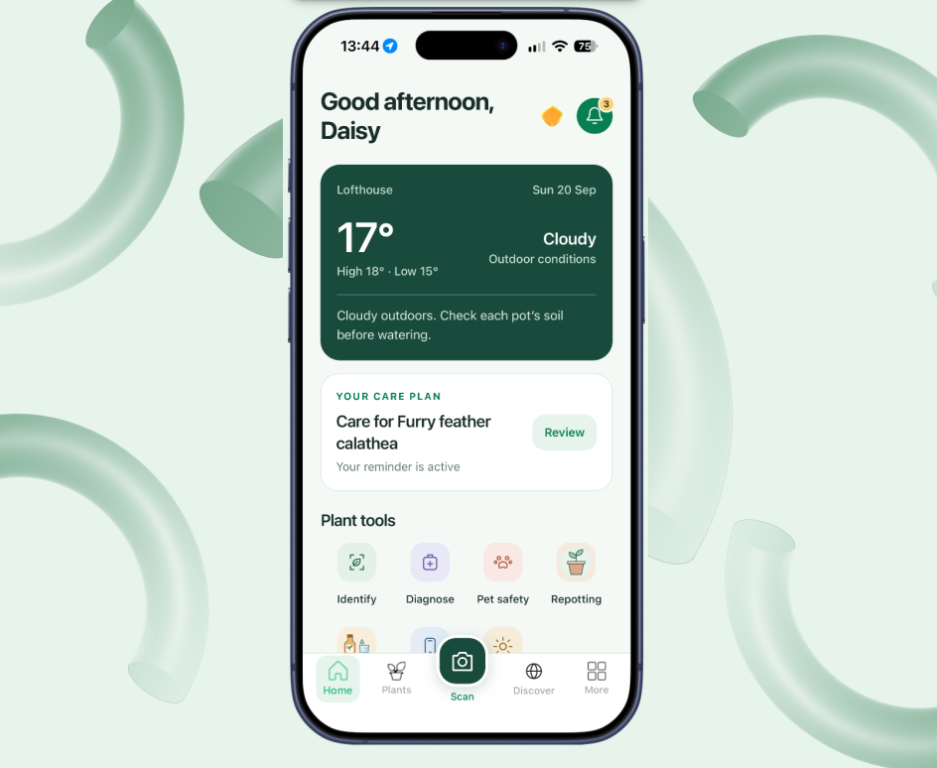 13:44
75
Good afternoon,
Daisy
3
Lofthouse
Sun 20 Sep
17°
Cloudy
High 18° · Low 15°
Outdoor conditions
Cloudy outdoors. Check each pot's soil
before watering.
YOUR CARE PLAN
Care for Furry feather
calathea
Review
Your reminder is active
Plant tools
Identify
Diagnose
Pet safety
Repotting
Home
Plants
Scan
Discover
More